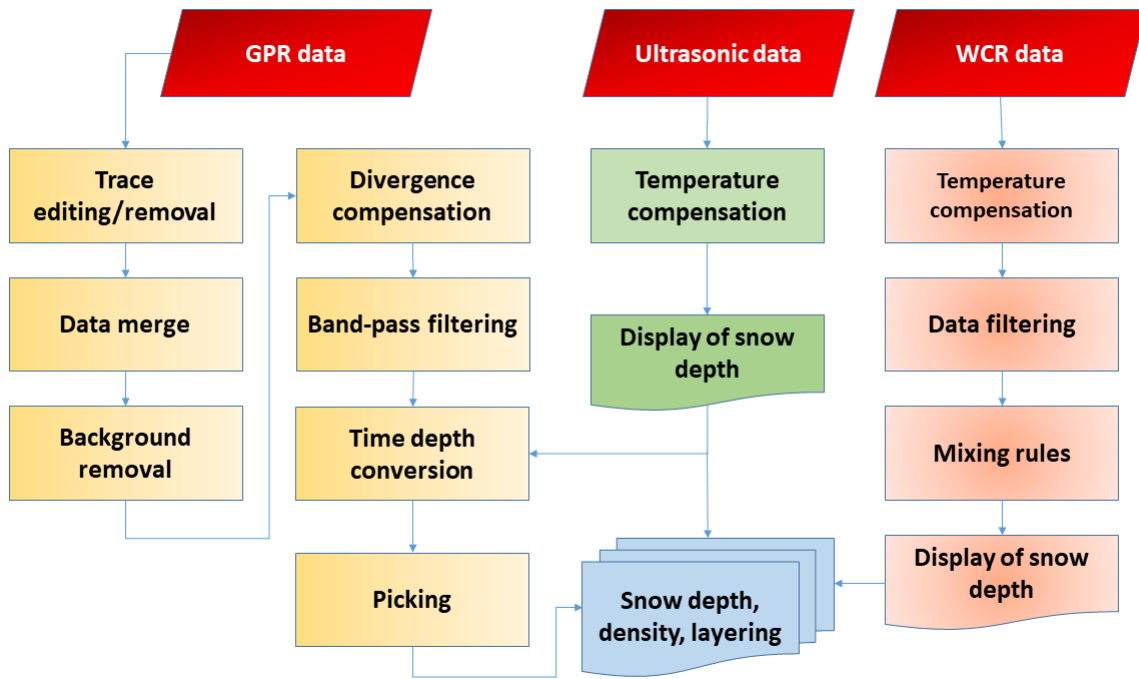 GPR data
Ultrasonic data
WCR data
Trace
editing/removal
Divergence
compensation
Temperature
compensation
Temperature
compensation
Data merge
Band-pass filtering
Display of snow
depth
Data filtering
Background
removal
Time depth
conversion
Mixing rules
Picking
Snow depth,
density, layering
Display of snow
depth